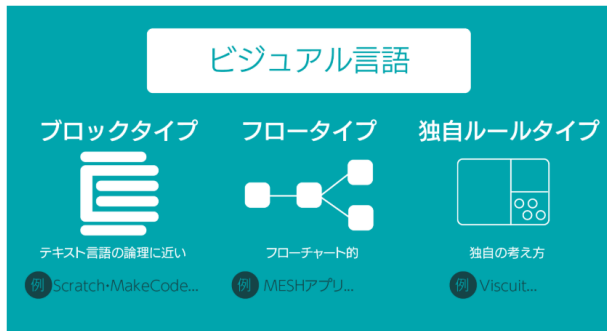 ビジュアル言語
ブロックタイプ
フロータイプ
独自ルールタイプ
テキスト言語の論理に近い
フローチャート的
独自の考え方
例 Scratch・MakeCode...
例 MESHアプリ...
例 Viscuit...